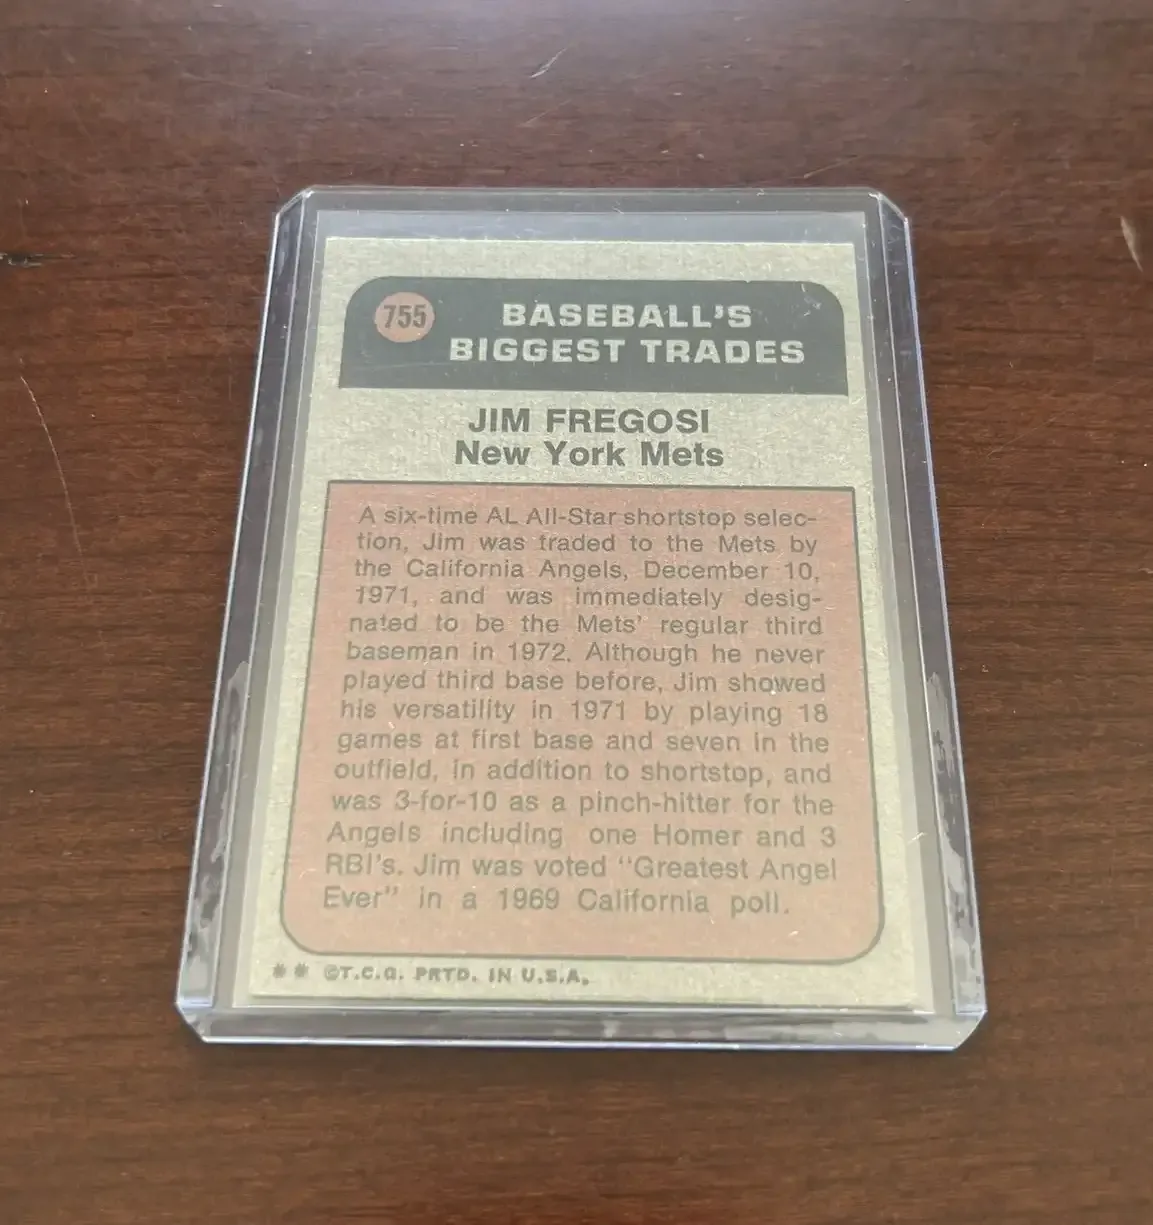 755
BASEBALL'S
BIGGEST TRADES
JIM FREGOSI
New York Mets
A six-time AL All-Star shortstop selec-
tion, Jim was traded to the Mets by
the California Angels, December 10,
1971, and was immediately desig-
nated to be the Mets' regular third
baseman in 1972. Although he never
played third base before, Jim showed
his versatility in 1971 by playing 18
games at first base and seven in the
outfield, in addition to shortstop, and
was 3-for-10 as a pinch-hitter for the
Angels including one Homer and 3
RBI's. Jim was voted "Greatest Angel
Ever" in a 1969 California poll.
* * ©T.C.G. PRTD. IN U.S.A.